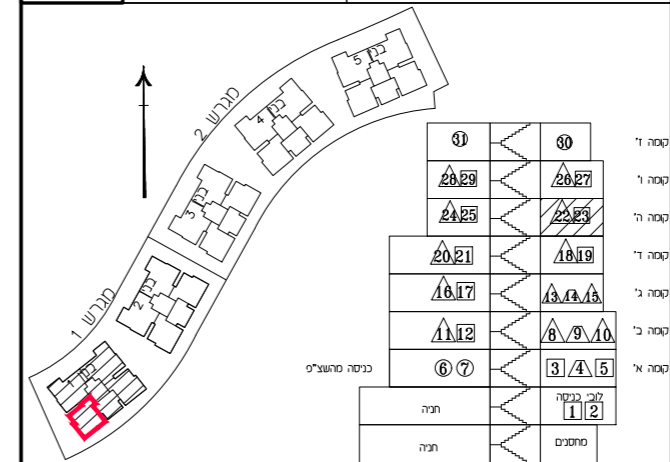 מגרש 2
בנין 5
בנין 4
בנין 3
מגרש 1
בנין 2
בנין 1
31 30 קומה ז'
28 29 26 27 קומה ו'
24 25 22 23 קומה ה'
20 21 18 19 קומה ד'
16 17 13 14 15 קומה ג'
11 12 8 9 10 קומה ב'
כניסה מהשצ"פ 6 7 3 4 5 קומה א'
חניה לובי כניסה
1 2
חניה מחסנים